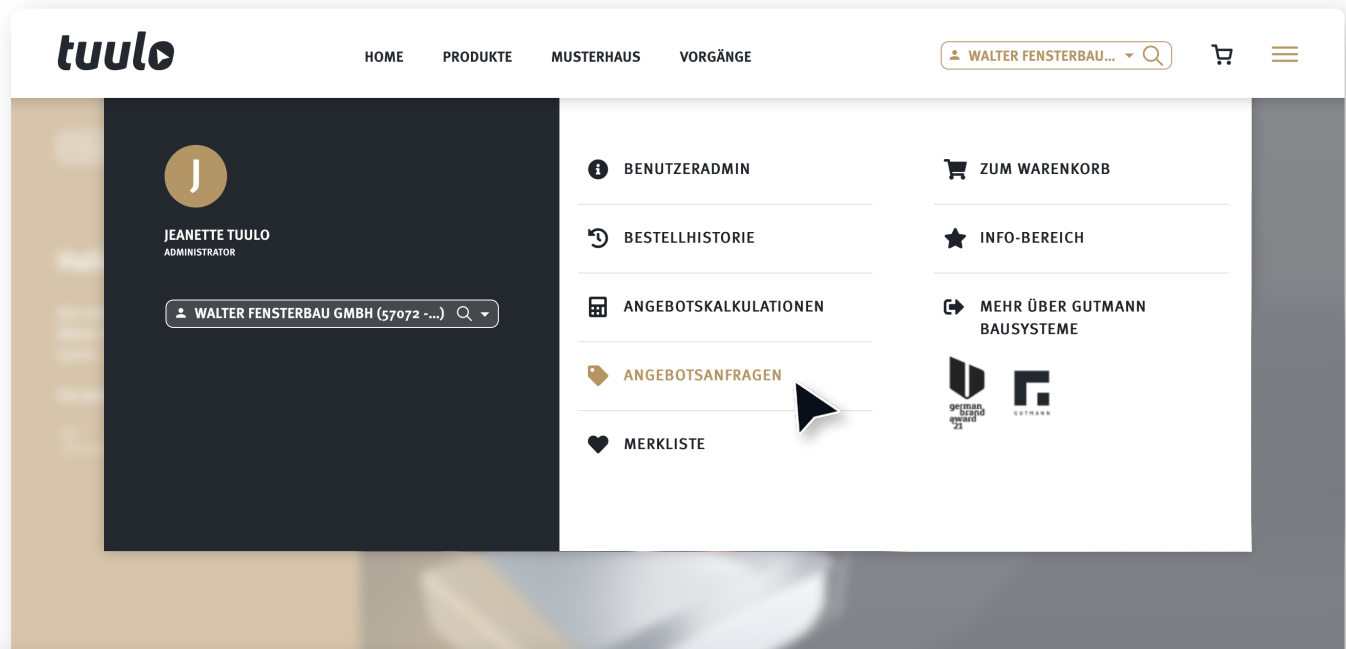 tuulo
HOME
PRODUKTE
MUSTERHAUS
VORGÄNGE
WALTER FENSTERBAU...
J
JEANETTE TUULO
ADMINISTRATOR
WALTER FENSTERBAU GMBH (57072 -...)
BENUTZERADMIN
BESTELLHISTORIE
ANGEBOTSKALKULATIONEN
ANGEBOTSANFRAGEN
MERKLISTE
ZUM WARENKORB
INFO-BEREICH
MEHR ÜBER GUTMANN
BAUSYSTEME
german
brand
award
'21
GUTMANN